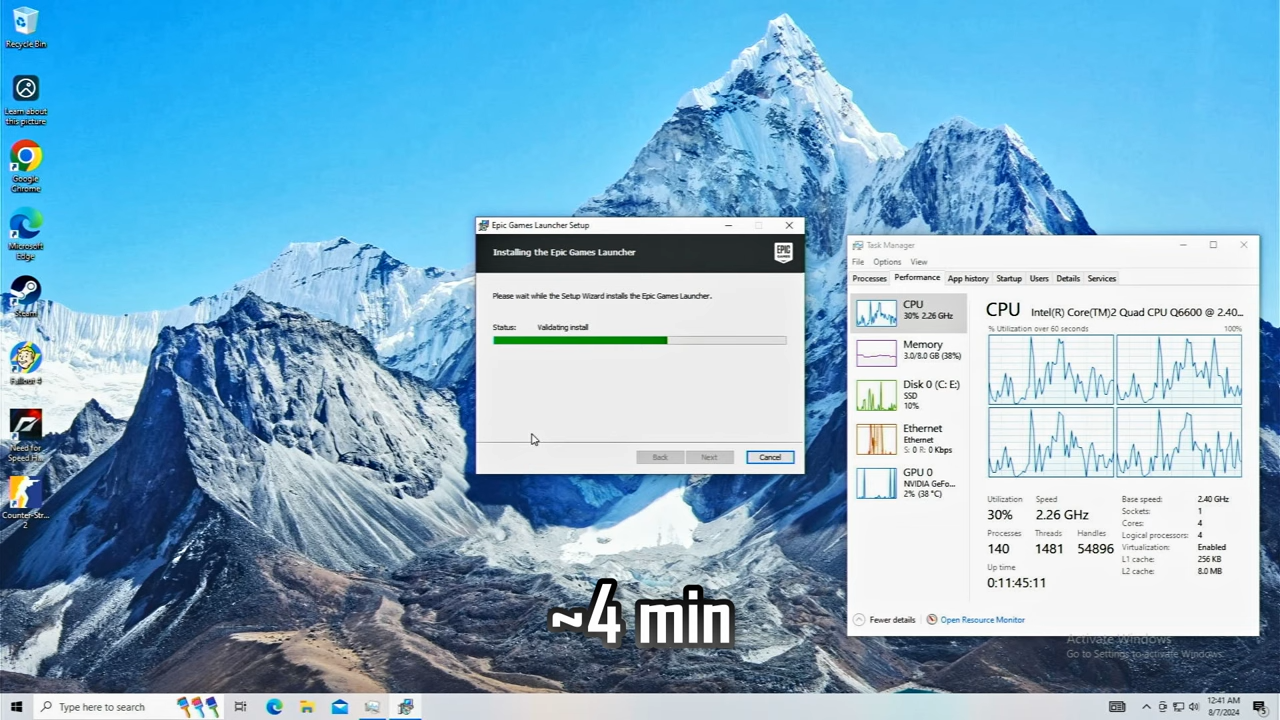 Recycle Bin
Learn about
this picture
Google
Chrome
Microsoft
Edge
Steam
Fallout 4
Need for
Speed H...
Counter-Str...
2
Epic Games Launcher Setup
Installing the Epic Games Launcher
EPIC
GAMES
Please wait while the Setup Wizard installs the Epic Games Launcher.
Status: Validating install
Back Next Cancel
~4 min
Task Manager
File Options View
Processes Performance App history Startup Users Details Services
CPU
30% 2.26 GHz
Memory
3.0/8.0 GB (38%)
Disk 0 (C: E:)
SSD
10%
Ethernet
Ethernet
S: 0 R: 0 Kbps
GPU 0
NVIDIA GeFo...
2% (38 °C)
CPU Intel(R) Core(TM)2 Quad CPU Q6600 @ 2.40...
% Utilization over 60 seconds 100%
Utilization Speed
30% 2.26 GHz
Processes Threads Handles
140 1481 54896
Up time
0:11:45:11
Base speed: 2.40 GHz
Sockets: 1
Cores: 4
Logical processors: 4
Virtualization: Enabled
L1 cache: 256 KB
L2 cache: 8.0 MB
Fewer details Open Resource Monitor
Activate Windows
Go to Settings to activate Windows.
Type here to search
12:41 AM
8/7/2024
5